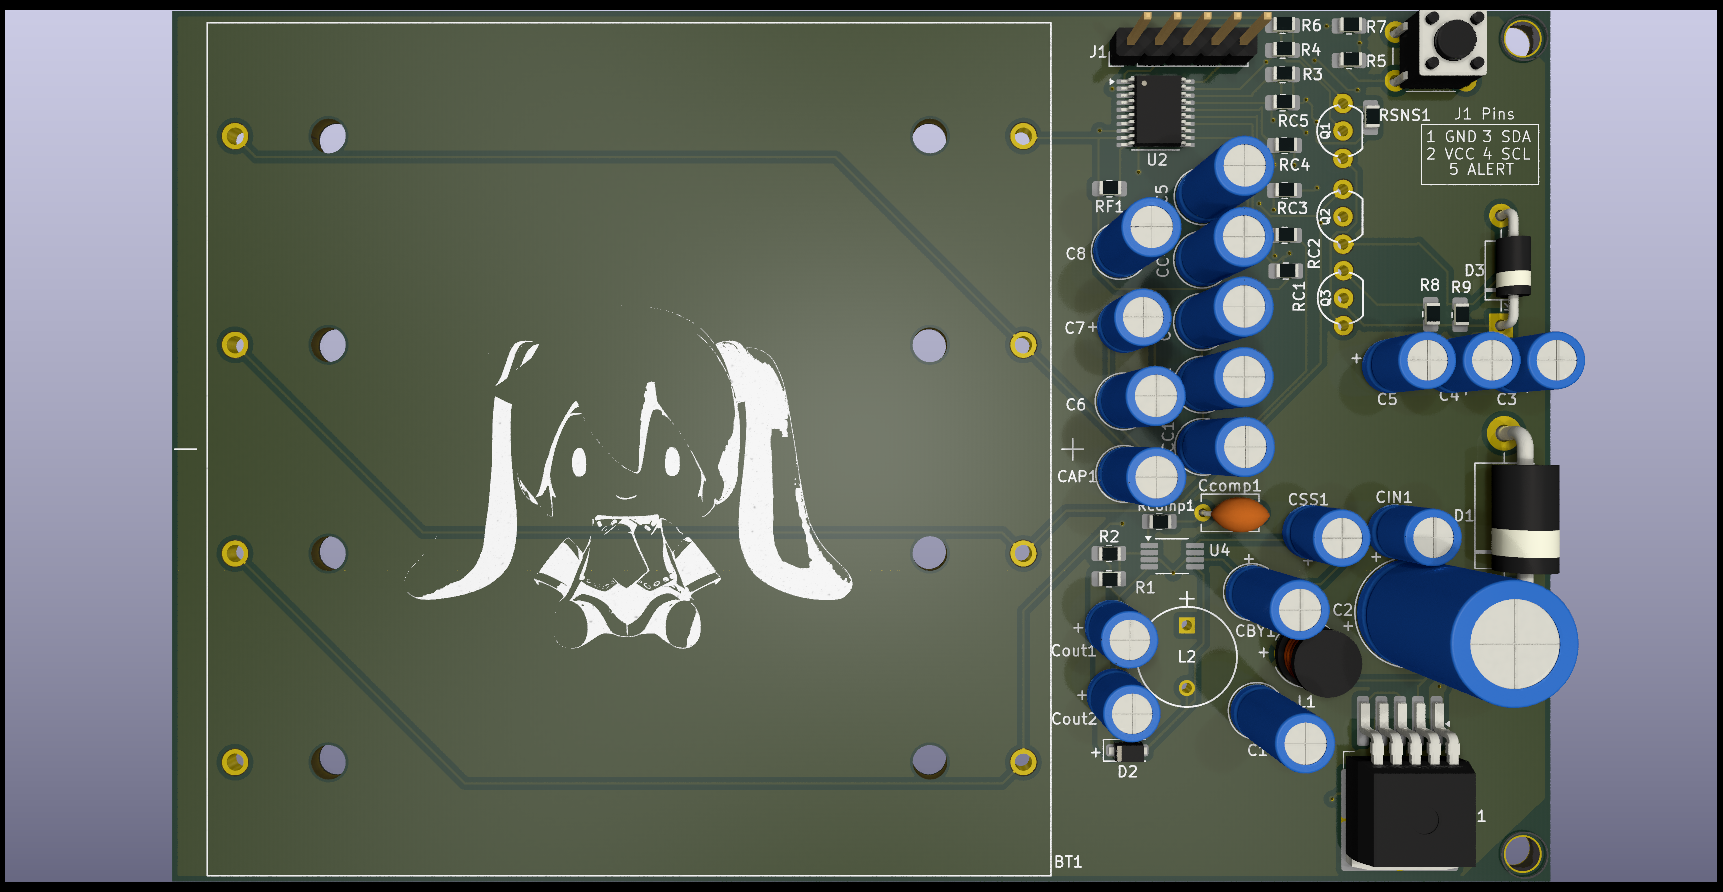 R6
R7
J1
R4
R5
R3
RC5
RSNS1
J1 Pins
1 GND 3 SDA
2 VCC 4 SCL
5 ALERT
Q1
U2
RC4
RF1
RC3
Q2
C8
RC2
D3
R8
R9
RC1
Q3
C7
C6
C5
C4
C3
CAP1
Ccomp1
Rcomp1
CSS1
CIN1
D1
R2
U4
R1
C2
CBY1
Cout1
L2
L1
Cout2
C1
D2
1
BT1